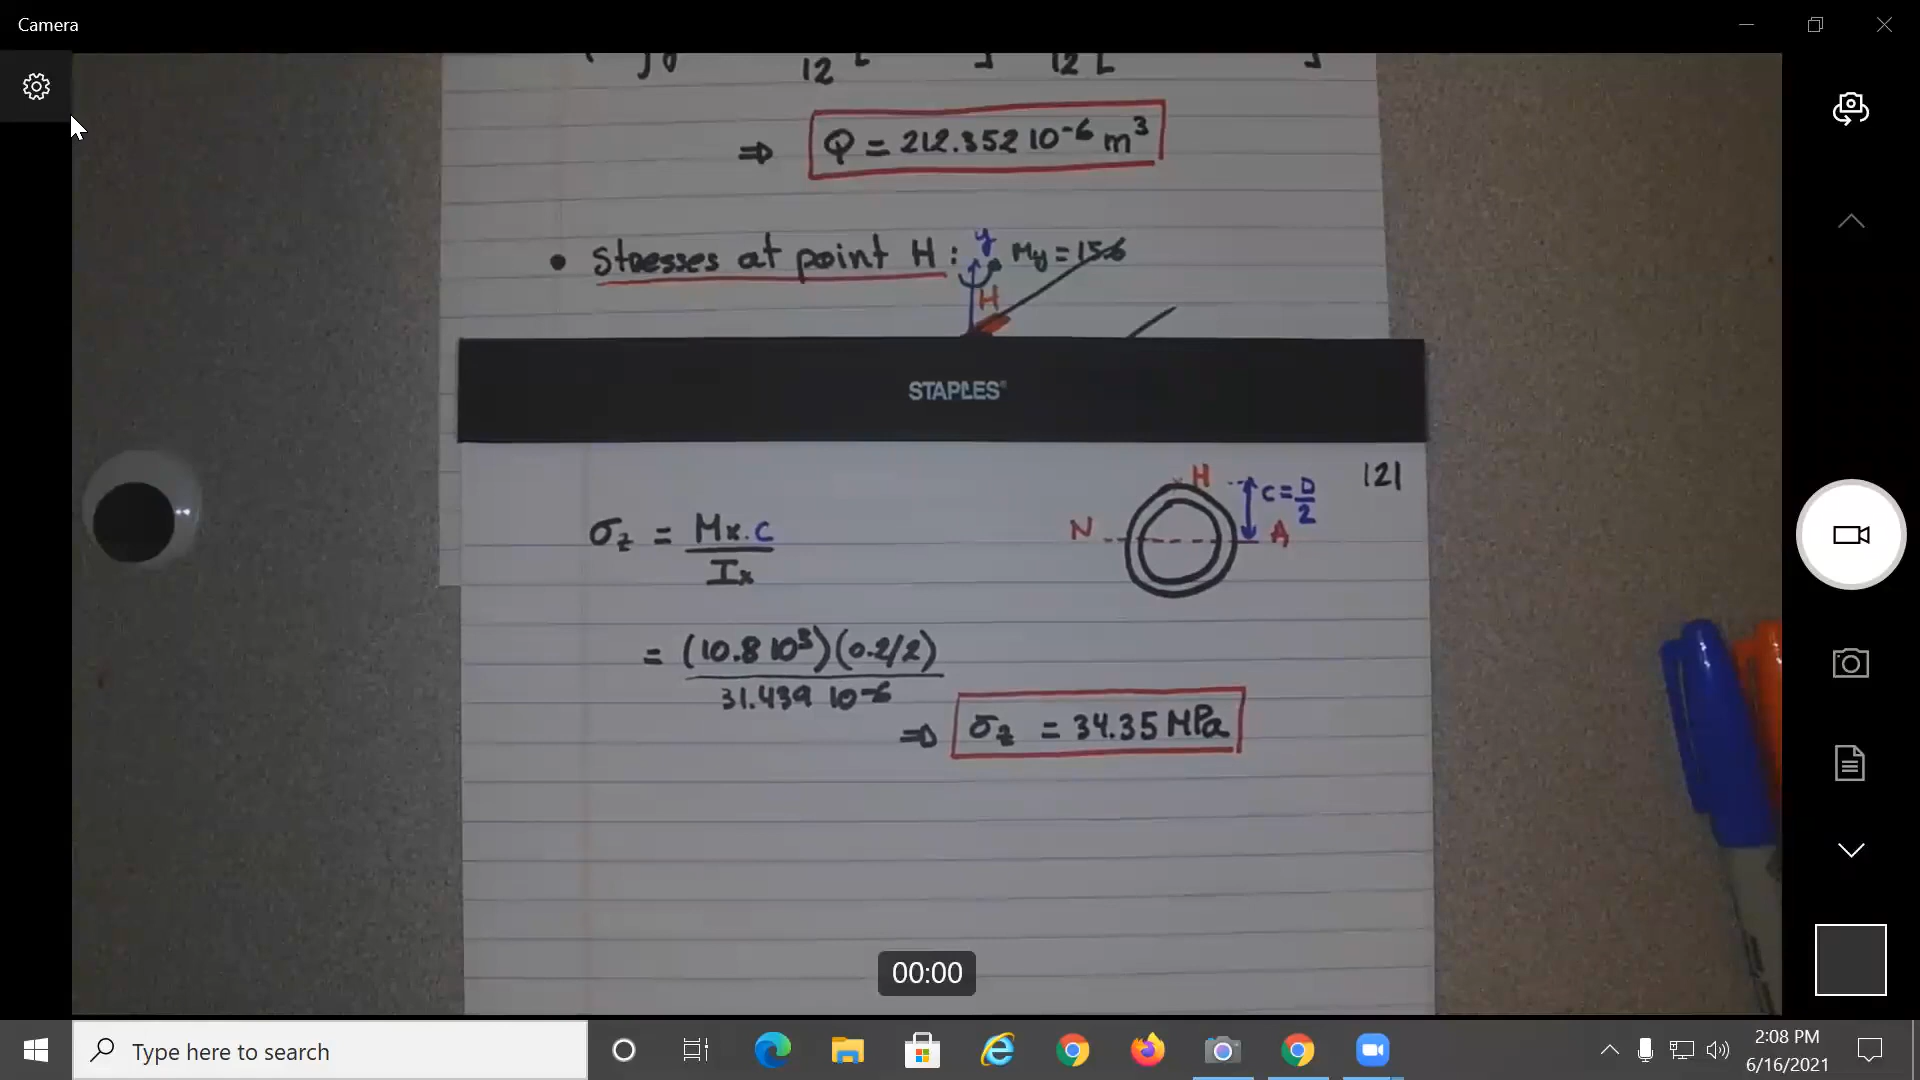 Camera
12 [ ] 12 [ ]
⇒ Q = 212.352 10⁻⁶ m³
• Stresses at point H : y My = 156
H
STAPLES
121
H
C = D/2
N A
σz = Mx.c / Ix
= (10.8 10³)(0.2/2) / 31.439 10⁻⁶
⇒ σz = 34.35 MPa
00:00
Type here to search
2:08 PM
6/16/2021